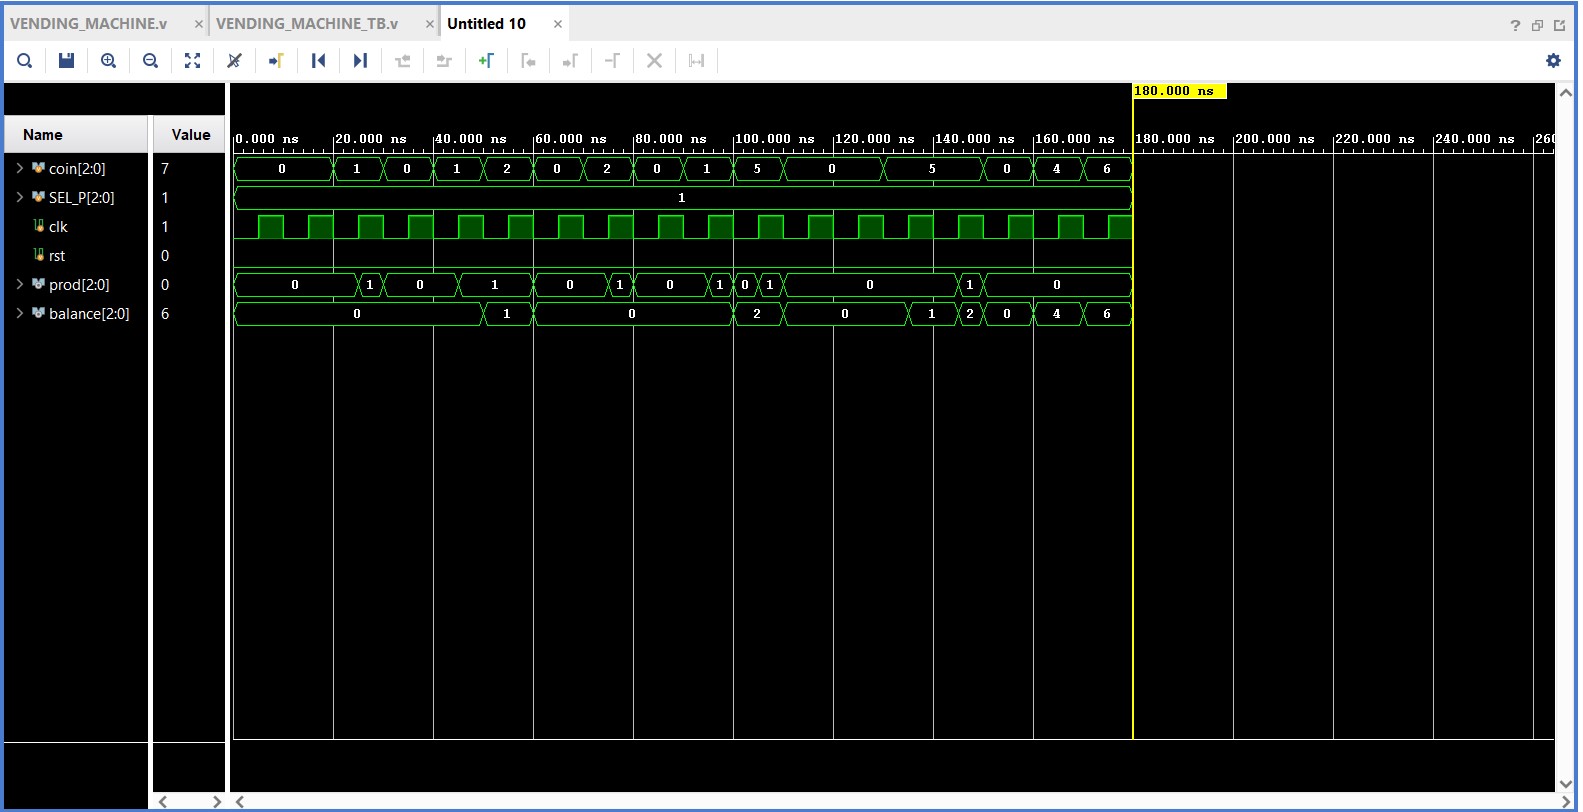 VENDING_MACHINE.v × VENDING_MACHINE_TB.v × Untitled 10 ×
?
180.000 ns
Name Value
0.000 ns 20.000 ns 40.000 ns 60.000 ns 80.000 ns 100.000 ns 120.000 ns 140.000 ns 160.000 ns 180.000 ns 200.000 ns 220.000 ns 240.000 ns 260
coin[2:0] 7 0 1 0 1 2 0 2 0 1 5 0 5 0 4 6
SEL_P[2:0] 1 1
clk 1
rst 0
prod[2:0] 0 0 1 0 1 0 1 0 1 0 1 0 1 0
balance[2:0] 6 0 1 0 2 0 1 2 0 4 6